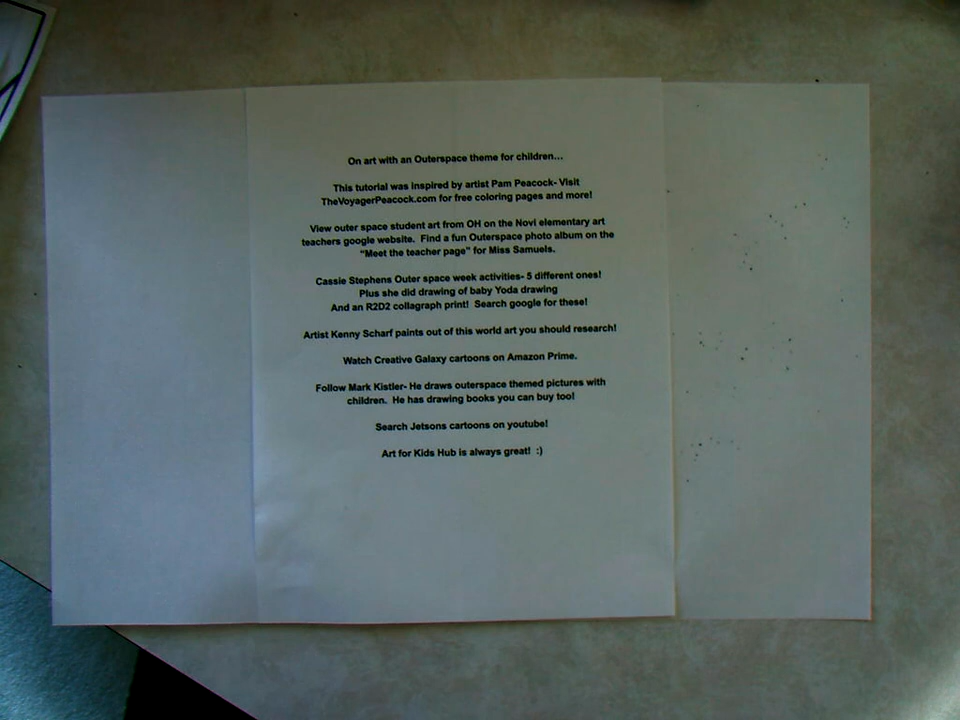 On art with an Outerspace theme for children...
This tutorial was inspired by artist Pam Peacock- Visit
TheVoyagerPeacock.com for free coloring pages and more!
View outer space student art from OH on the Novi elementary art
teachers google website.  Find a fun Outerspace photo album on the
"Meet the teacher page" for Miss Samuels.
Cassie Stephens Outer space week activities- 5 different ones!
Plus she did drawing of baby Yoda drawing
And an R2D2 collagraph print!  Search google for these!
Artist Kenny Scharf paints out of this world art you should research!
Watch Creative Galaxy cartoons on Amazon Prime.
Follow Mark Kistler- He draws outerspace themed pictures with
children.  He has drawing books you can buy too!
Search Jetsons cartoons on youtube!
Art for Kids Hub is always great!  :)